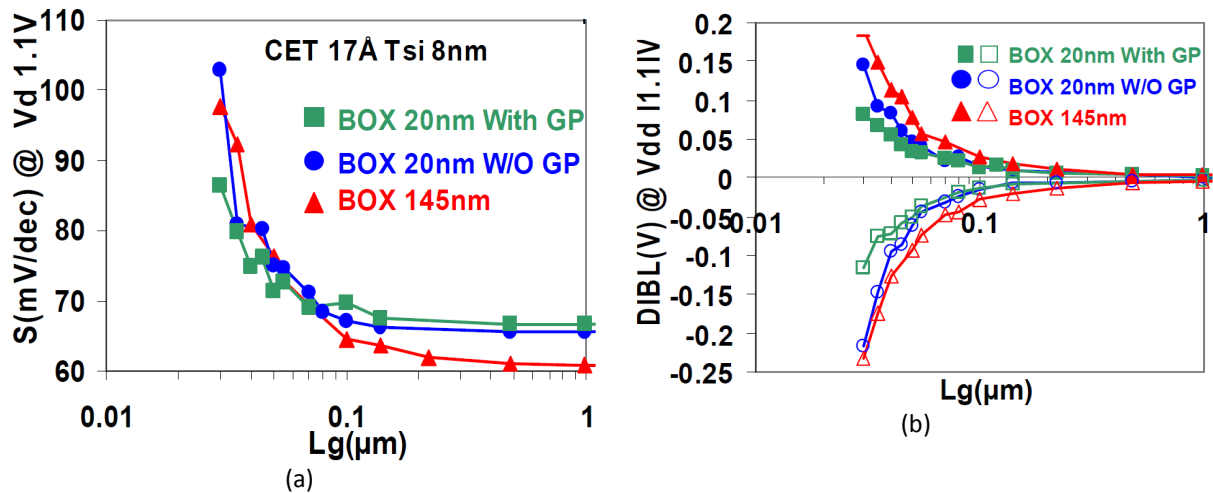 110
100
90
80
70
60
S(mV/dec) @ Vd 1.1V
CET 17Å Tsi 8nm
BOX 20nm With GP
BOX 20nm W/O GP
BOX 145nm
0.01
0.1
1
Lg(µm)
(a)
0.2
0.15
0.1
0.05
0
-0.05
-0.1
-0.15
-0.2
-0.25
DIBL(V) @ Vdd I1.1IV
BOX 20nm With GP
BOX 20nm W/O GP
BOX 145nm
0.01
0.1
1
Lg(µm)
(b)